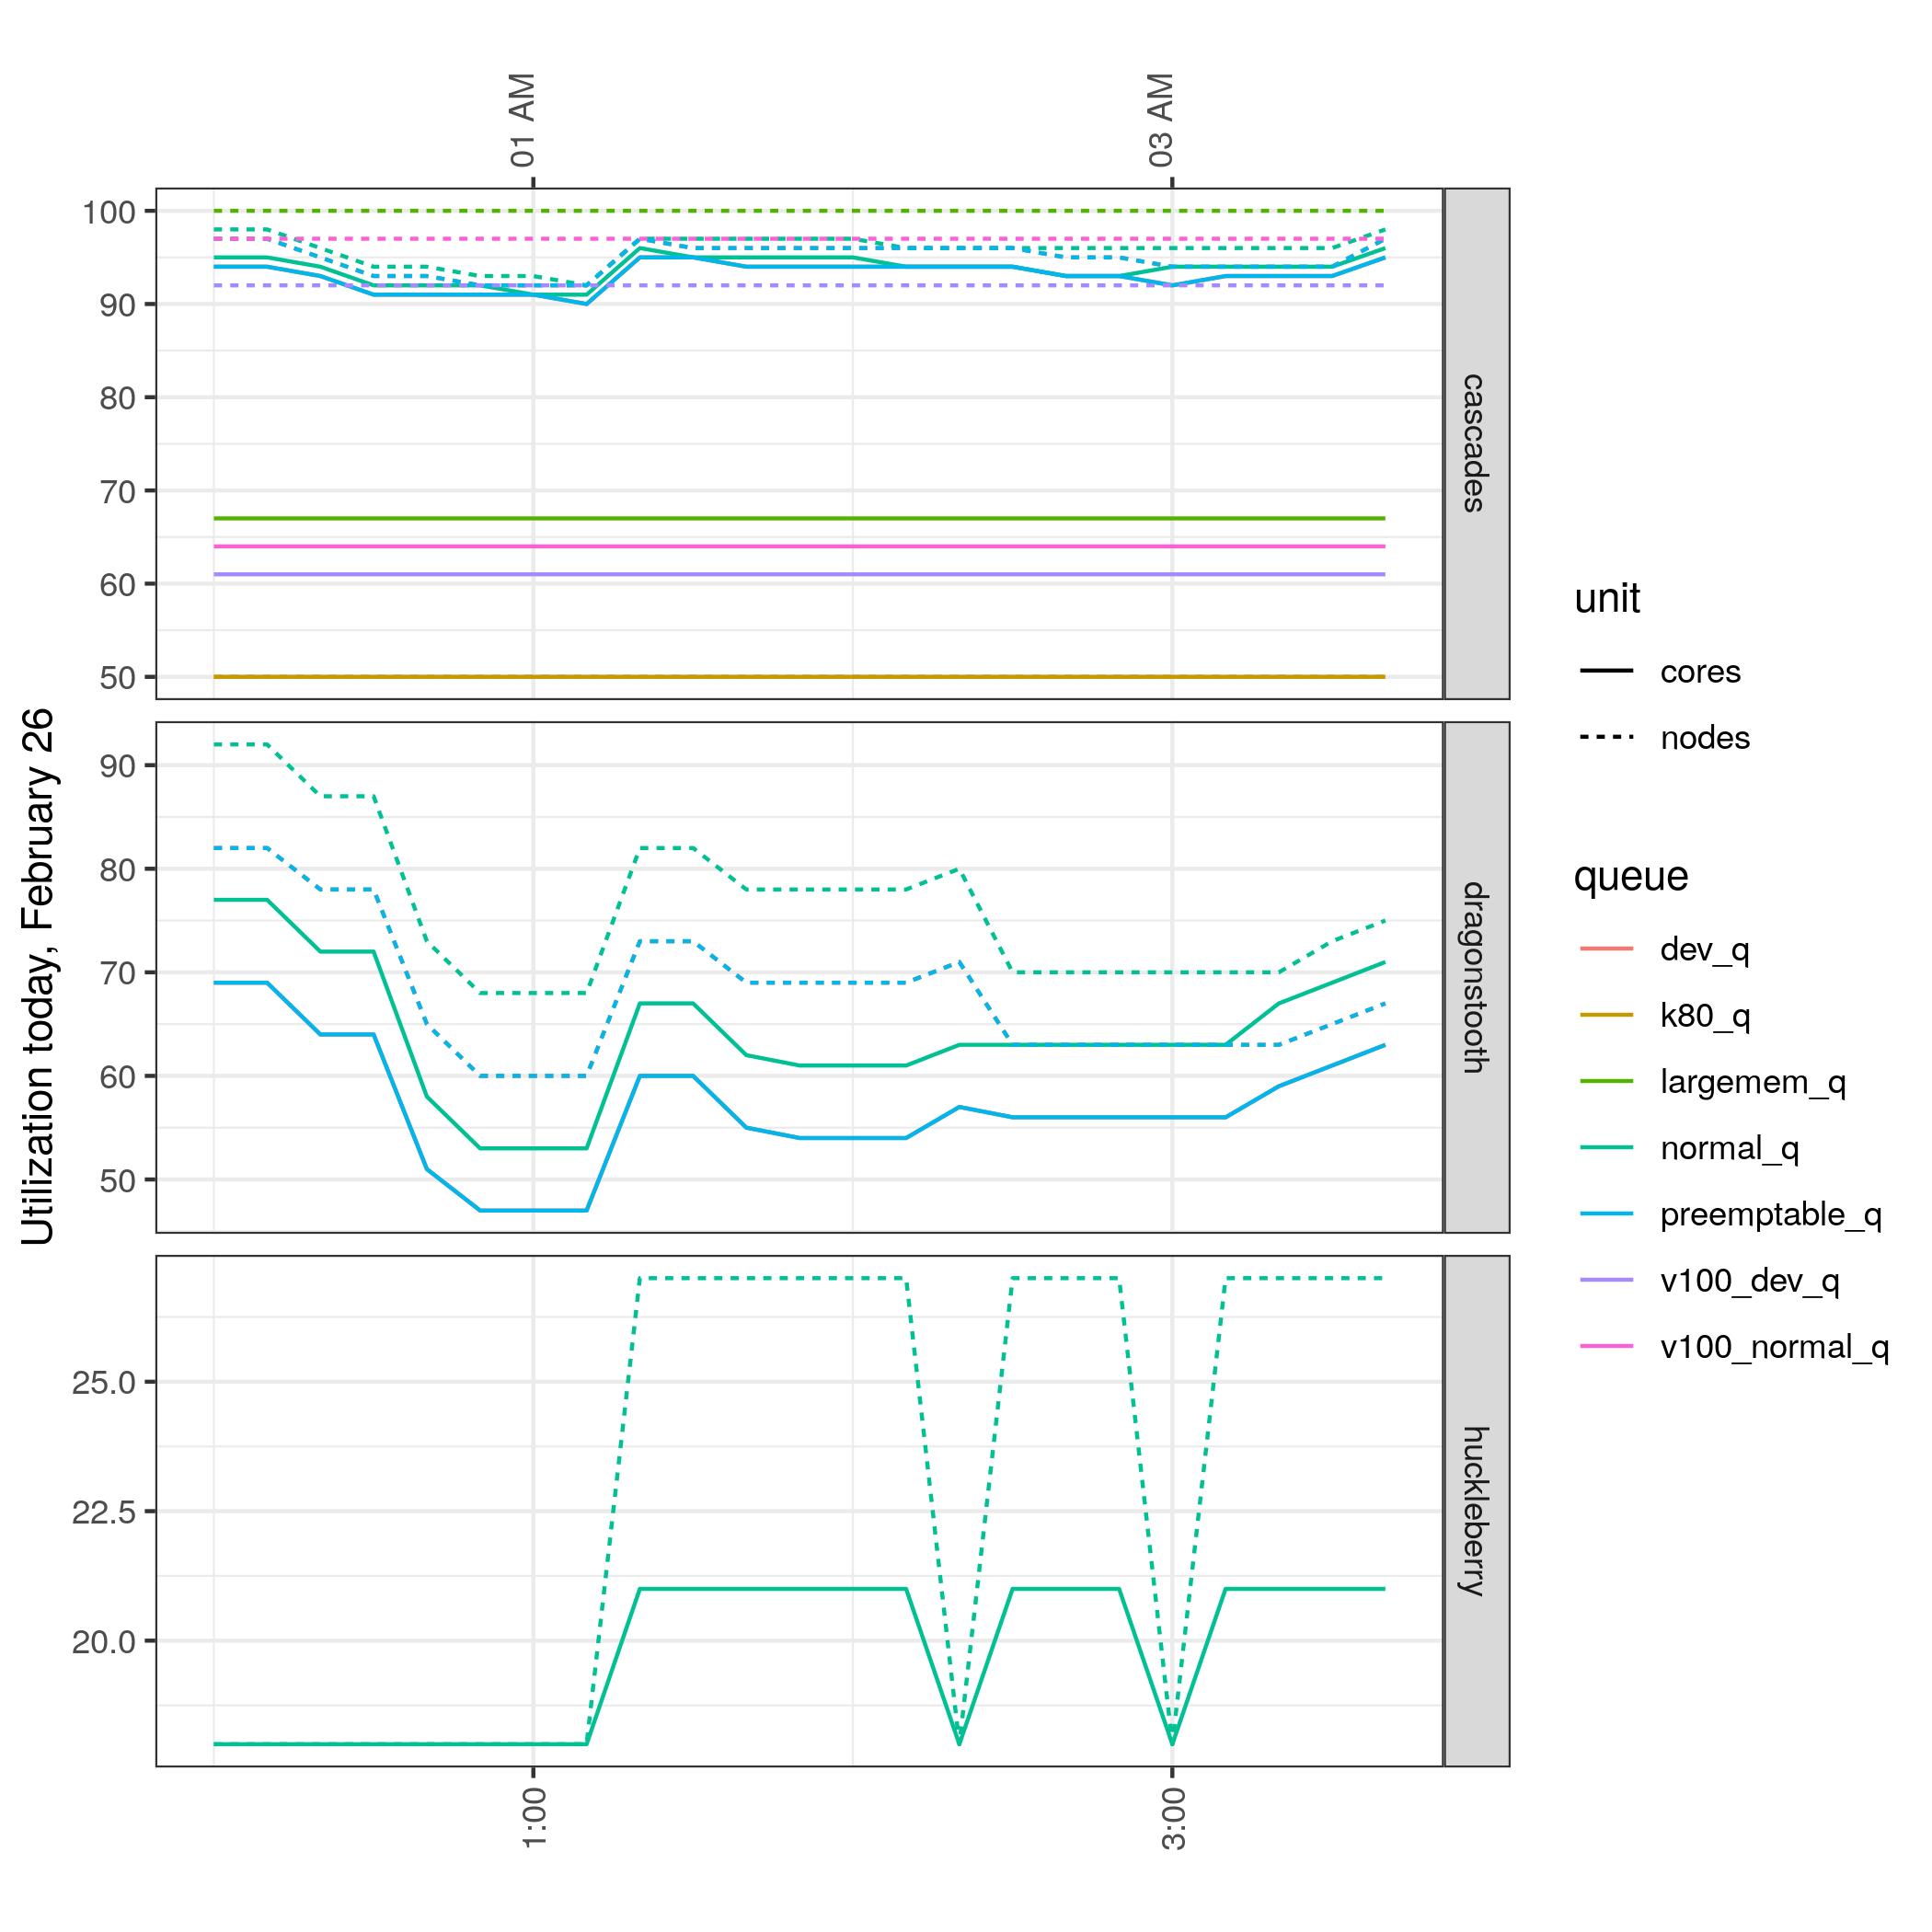 01 AM
03 AM
100
90
80
70
60
50
cascades
Utilization today, February 26
90
80
70
60
50
dragonstooth
25.0
22.5
20.0
huckleberry
1:00
3:00
unit
cores
nodes
queue
dev_q
k80_q
largemem_q
normal_q
preemptable_q
v100_dev_q
v100_normal_q